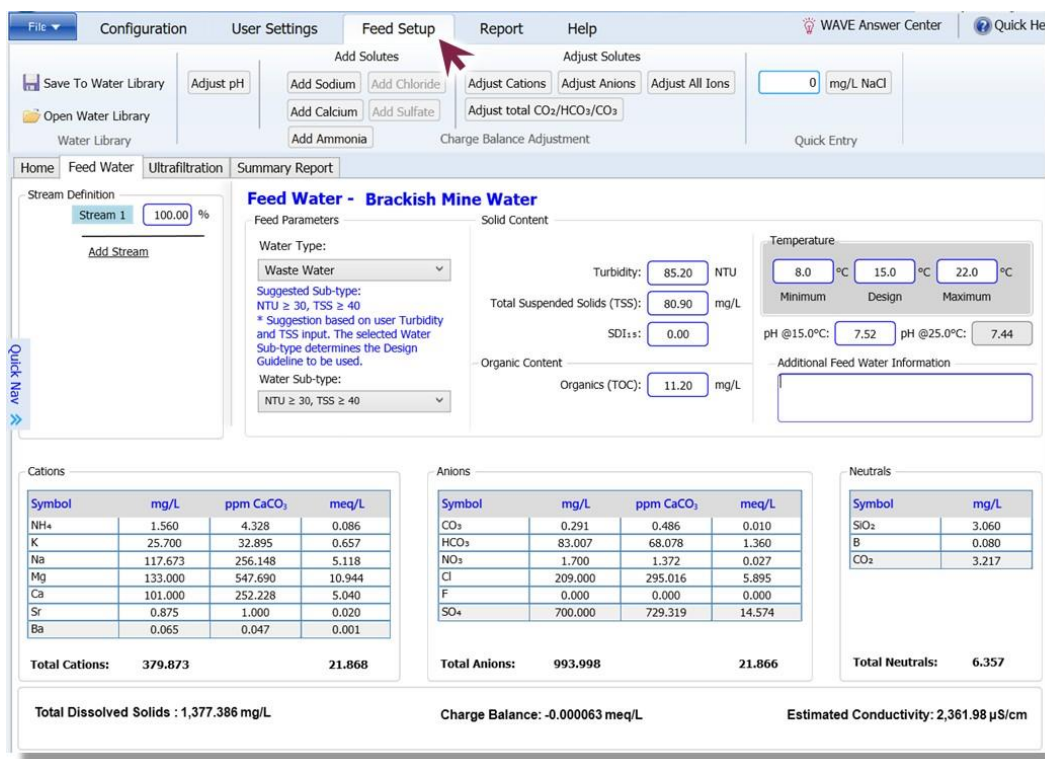 File Configuration User Settings Feed Setup Report Help WAVE Answer Center Quick He
Add Solutes Adjust Solutes
Save To Water Library Adjust pH Add Sodium Add Chloride Adjust Cations Adjust Anions Adjust All Ions 0 mg/L NaCl
Open Water Library Add Calcium Add Sulfate Adjust total CO₂/HCO₃/CO₃
Add Ammonia
Water Library Charge Balance Adjustment Quick Entry
Home Feed Water Ultrafiltration Summary Report
Stream Definition
Stream 1 100.00 %
Add Stream
Quick Nav »
Feed Water - Brackish Mine Water
Feed Parameters
Water Type:
Waste Water
Suggested Sub-type:
NTU ≥ 30, TSS ≥ 40
* Suggestion based on user Turbidity
and TSS input. The selected Water
Sub-type determines the Design
Guideline to be used.
Water Sub-type:
NTU ≥ 30, TSS ≥ 40
Solid Content
Turbidity: 85.20 NTU
Total Suspended Solids (TSS): 80.90 mg/L
SDI₁₅: 0.00
Organic Content
Organics (TOC): 11.20 mg/L
Temperature
8.0 °C 15.0 °C 22.0 °C
Minimum Design Maximum
pH @15.0°C: 7.52 pH @25.0°C: 7.44
Additional Feed Water Information
Cations
Symbol mg/L ppm CaCO₃ meq/L
NH₄ 1.560 4.328 0.086
K 25.700 32.895 0.657
Na 117.673 256.148 5.118
Mg 133.000 547.690 10.944
Ca 101.000 252.228 5.040
Sr 0.875 1.000 0.020
Ba 0.065 0.047 0.001
Total Cations: 379.873 21.868
Anions
Symbol mg/L ppm CaCO₃ meq/L
CO₃ 0.291 0.486 0.010
HCO₃ 83.007 68.078 1.360
NO₃ 1.700 1.372 0.027
Cl 209.000 295.016 5.895
F 0.000 0.000 0.000
SO₄ 700.000 729.319 14.574
Total Anions: 993.998 21.866
Neutrals
Symbol mg/L
SiO₂ 3.060
B 0.080
CO₂ 3.217
Total Neutrals: 6.357
Total Dissolved Solids : 1,377.386 mg/L Charge Balance: -0.000063 meq/L Estimated Conductivity: 2,361.98 µS/cm